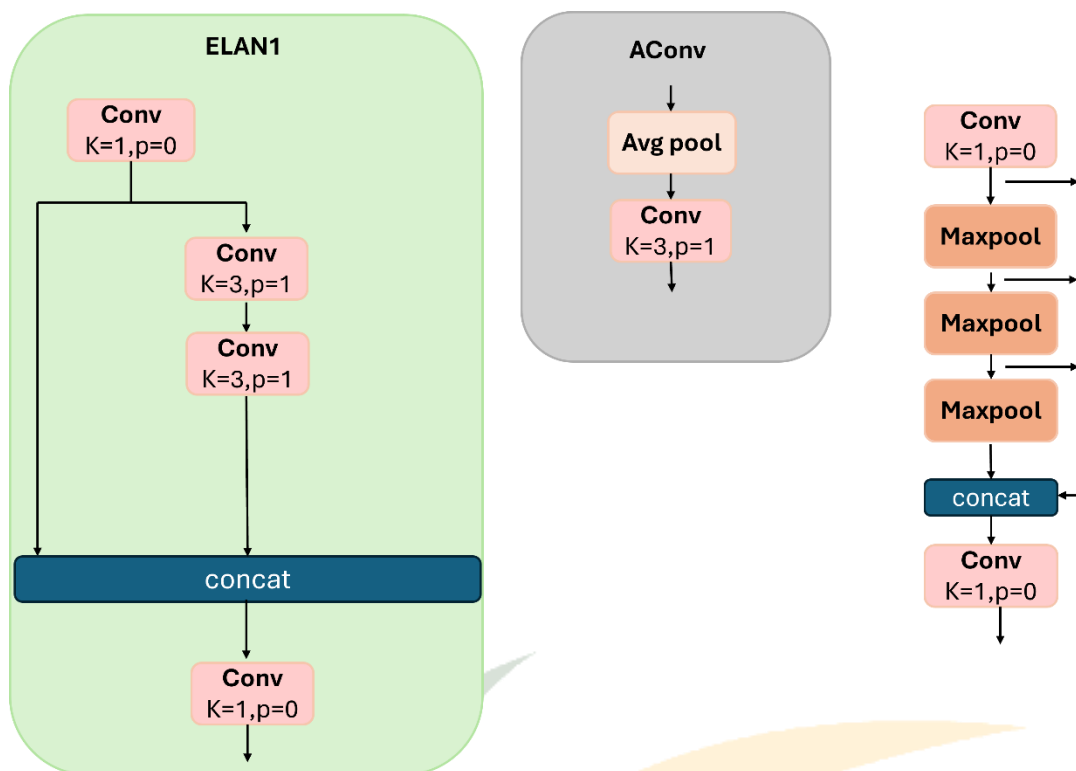 ELAN1
Conv
K=1,p=0
Conv
K=3,p=1
Conv
K=3,p=1
concat
Conv
K=1,p=0
AConv
Avg pool
Conv
K=3,p=1
Conv
K=1,p=0
Maxpool
Maxpool
Maxpool
concat
Conv
K=1,p=0